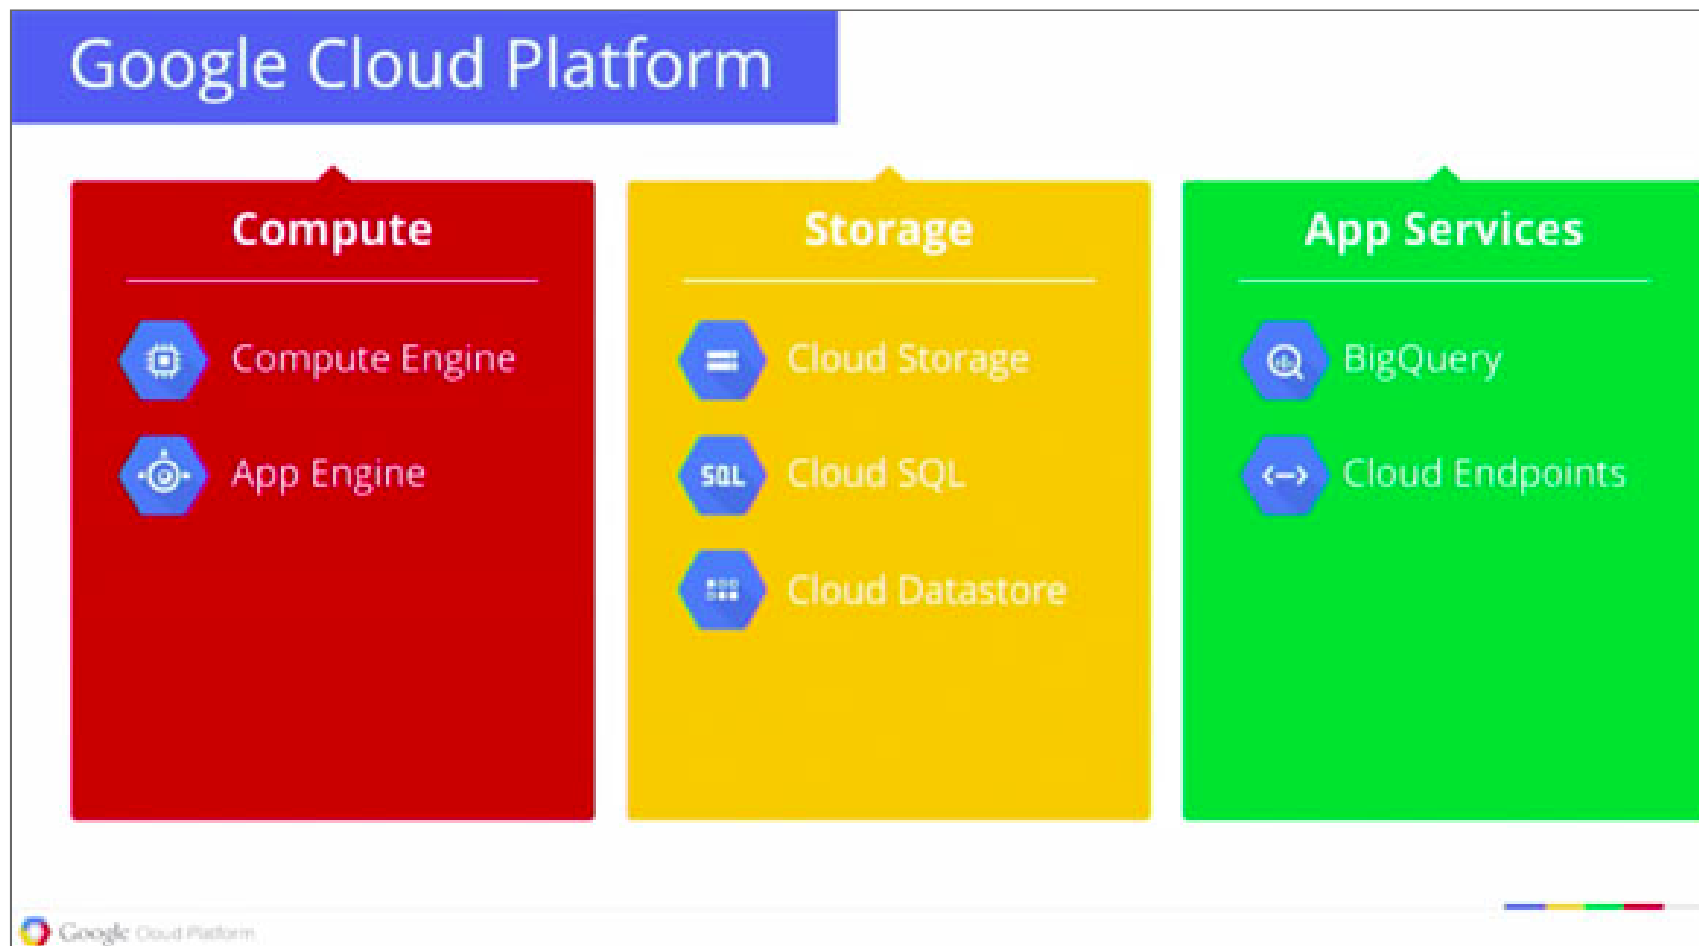 Google Cloud Platform
Compute
Compute Engine
App Engine
Storage
Cloud Storage
SQL Cloud SQL
Cloud Datastore
App Services
BigQuery
Cloud Endpoints
Google Cloud Platform